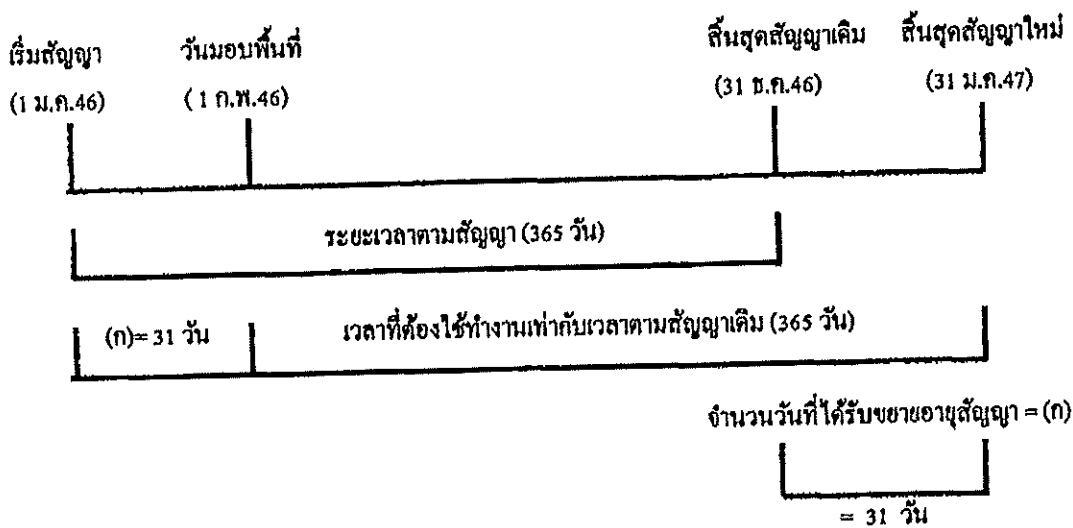 เริ่มสัญญา วันมอบพื้นที่ สิ้นสุดสัญญาเดิม สิ้นสุดสัญญาใหม่
(1 ม.ค.46) (1 ก.พ.46) (31 ธ.ค.46) (31 ม.ค.47)
ระยะเวลาตามสัญญา (365 วัน)
(ก)= 31 วัน เวลาที่ต้องใช้ทำงานเท่ากับเวลาตามสัญญาเดิม (365 วัน)
จำนวนวันที่ได้รับขยายอายุสัญญา = (ก)
= 31 วัน